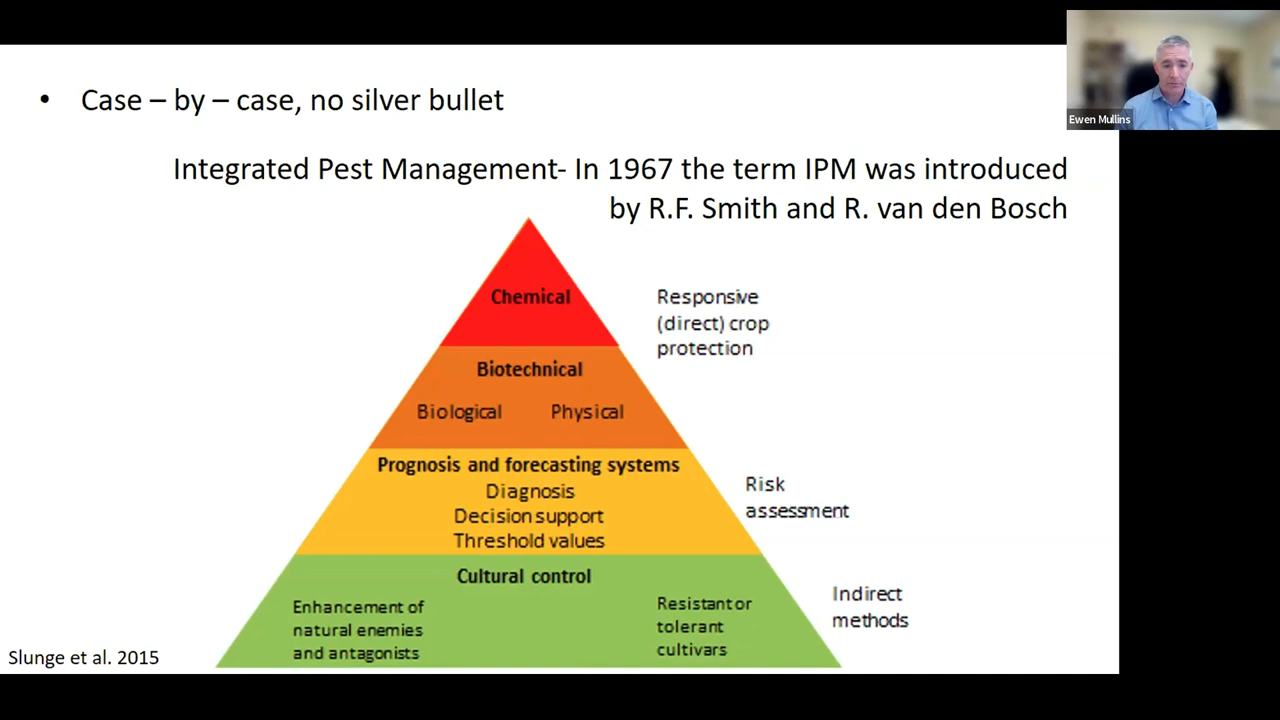 • Case – by – case, no silver bullet
Ewen Mullins
Integrated Pest Management- In 1967 the term IPM was introduced
by R.F. Smith and R. van den Bosch
Chemical
Responsive
(direct) crop
protection
Biotechnical
Biological Physical
Prognosis and forecasting systems
Diagnosis
Decision support
Threshold values
Risk
assessment
Cultural control
Enhancement of
natural enemies
and antagonists
Resistant or
tolerant
cultivars
Indirect
methods
Slunge et al. 2015